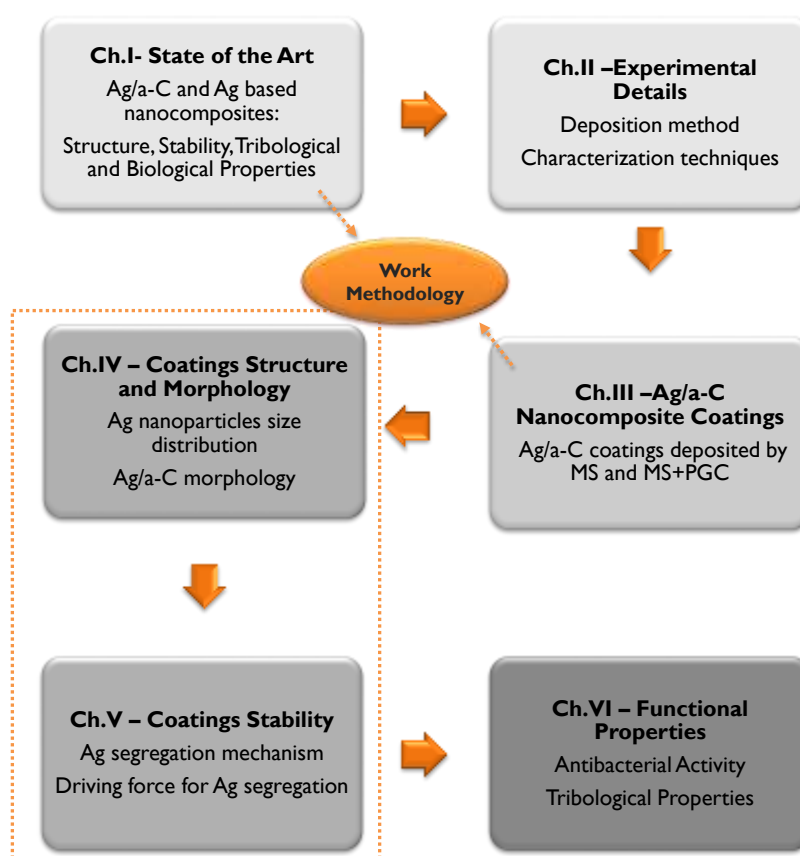 Ch.I- State of the Art
Ag/a-C and Ag based
nanocomposites:
Structure, Stability, Tribological
and Biological Properties
Ch.II –Experimental
Details
Deposition method
Characterization techniques
Work
Methodology
Ch.III –Ag/a-C
Nanocomposite Coatings
Ag/a-C coatings deposited by
MS and MS+PGC
Ch.IV – Coatings Structure
and Morphology
Ag nanoparticles size
distribution
Ag/a-C morphology
Ch.V – Coatings Stability
Ag segregation mechanism
Driving force for Ag segregation
Ch.VI – Functional
Properties
Antibacterial Activity
Tribological Properties